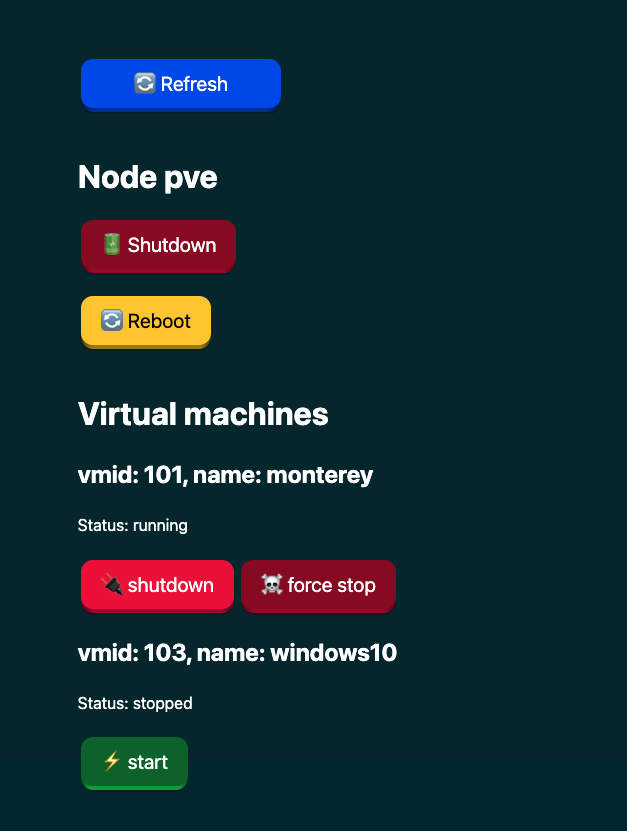 🔄 Refresh
Node pve
🛢️ Shutdown
🔄 Reboot
Virtual machines
vmid: 101, name: monterey
Status: running
🔌 shutdown ☠️ force stop
vmid: 103, name: windows10
Status: stopped
⚡ start